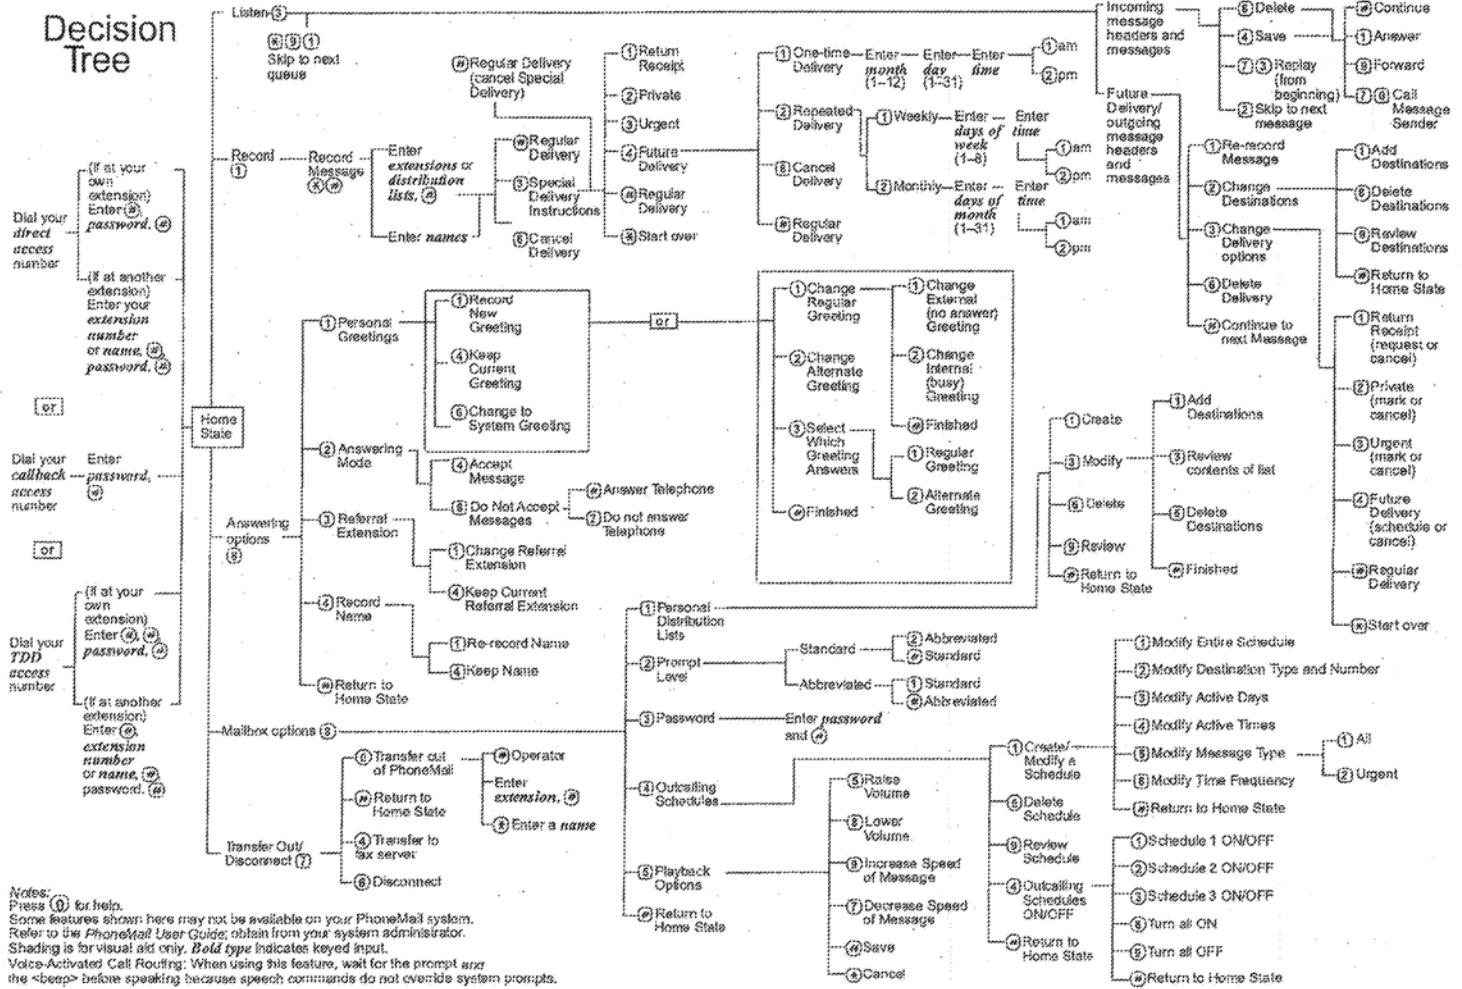 Decision
Tree
Listen 3
* 9 1
Skip to next
queue
Record
1
Record
Message
* #
Enter
extensions or
distribution
lists, #
Enter names
# Regular Delivery
(cancel Special
Delivery)
# Regular
Delivery
3 Special
Delivery
Instructions
6 Cancel
Delivery
1 Return
Receipt
2 Private
3 Urgent
4 Future
Delivery
# Regular
Delivery
* Start over
1 One-time
Delivery
Enter
month
(1–12)
Enter
day
(1–31)
Enter
time
1 am
2 pm
2 Repeated
Delivery
1 Weekly
Enter
days of
week
(1–8)
Enter
time
1 am
2 pm
2 Monthly
Enter
days of
month
(1–31)
Enter
time
1 am
2 pm
Cancel
Delivery
# Regular
Delivery
Incoming
message
headers and
messages
6 Delete
4 Save
7 3 Replay
(from
beginning)
2 Skip to next
message
# Continue
1 Answer
Forward
7 Call
Message
Sender
Future
Delivery/
outgoing
message
headers
and
messages
1 Re-record
Message
2 Change
Destinations
3 Change
Delivery
options
6 Delete
Delivery
# Continue to
next Message
1 Add
Destinations
6 Delete
Destinations
9 Review
Destinations
# Return to
Home State
1 Return
Receipt
(request or
cancel)
2 Private
(mark or
cancel)
3 Urgent
(mark or
cancel)
4 Future
Delivery
(schedule or
cancel)
# Regular
Delivery
* Start over
Dial your
direct
access
number
(If at your
own
extension)
Enter #,
password, #
(If at another
extension)
Enter your
extension
number
or name, #,
password, #
or
Dial your
callback
access
number
Enter
password,
#
or
Dial your
TDD
access
number
(If at your
own
extension)
Enter #, #,
password, #
(If at another
extension)
Enter #,
extension
number
or name, #,
password. #
Home
State
Answering
options
8
1 Personal
Greetings
1 Record
New
Greeting
4 Keep
Current
Greeting
6 Change to
System Greeting
or
1 Change
Regular
Greeting
2 Change
Alternate
Greeting
3 Select
Which
Greeting
Answers
# Finished
1 Change
External
(no answer)
Greeting
2 Change
Internal
(busy)
Greeting
# Finished
1 Regular
Greeting
2 Alternate
Greeting
2 Answering
Mode
4 Accept
Message
Do Not Accept
Messages
# Answer Telephone
2 Do not answer
Telephone
3 Referral
Extension
1 Change Referral
Extension
4 Keep Current
Referral Extension
4 Record
Name
1 Re-record Name
4 Keep Name
# Return to
Home State
Mailbox options
1 Personal
Distribution
Lists
1 Create
3 Modify
6 Delete
9 Review
# Return to
Home State
1 Add
Destinations
Review
contents of list
6 Delete
Destinations
# Finished
2 Prompt
Level
Standard
2 Abbreviated
# Standard
Abbreviated
1 Standard
# Abbreviated
3 Password
Enter password
and #
4 Outcalling
Schedules
1 Create/
Modify a
Schedule
6 Delete
Schedule
9 Review
Schedule
4 Outcalling
Schedules
ON/OFF
# Return to
Home State
1 Modify Entire Schedule
2 Modify Destination Type and Number
3 Modify Active Days
4 Modify Active Times
5 Modify Message Type
1 All
2 Urgent
6 Modify Time Frequency
# Return to Home State
1 Schedule 1 ON/OFF
2 Schedule 2 ON/OFF
3 Schedule 3 ON/OFF
Turn all ON
Turn all OFF
# Return to Home State
5 Playback
Options
Raise
Volume
Lower
Volume
9 Increase Speed
of Message
7 Decrease Speed
of Message
# Save
* Cancel
# Return to
Home State
Transfer Out/
Disconnect 7
0 Transfer out
of PhoneMail
# Operator
Enter
extension, #
* Enter a name
# Return to
Home State
4 Transfer to
fax server
6 Disconnect
Notes:
Press 0 for help.
Some features shown here may not be available on your PhoneMail system.
Refer to the PhoneMail User Guide; obtain from your system administrator.
Shading is for visual aid only. Bold type indicates keyed input.
Voice-Activated Call Routing: When using this feature, wait for the prompt and
the <beep> before speaking because speech commands do not override system prompts.